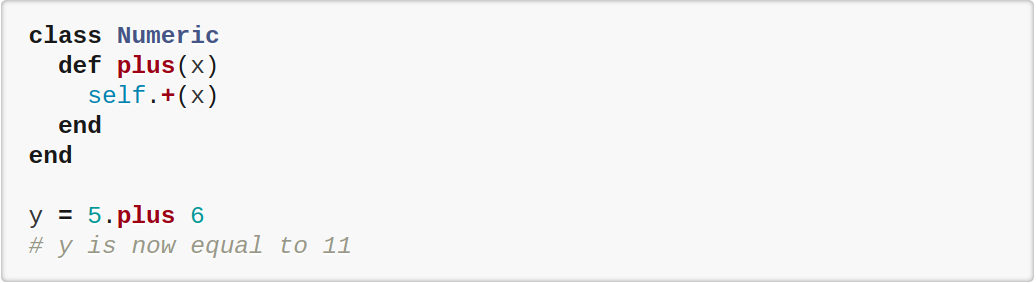 class Numeric
  def plus(x)
    self.+(x)
  end
end

y = 5.plus 6
# y is now equal to 11